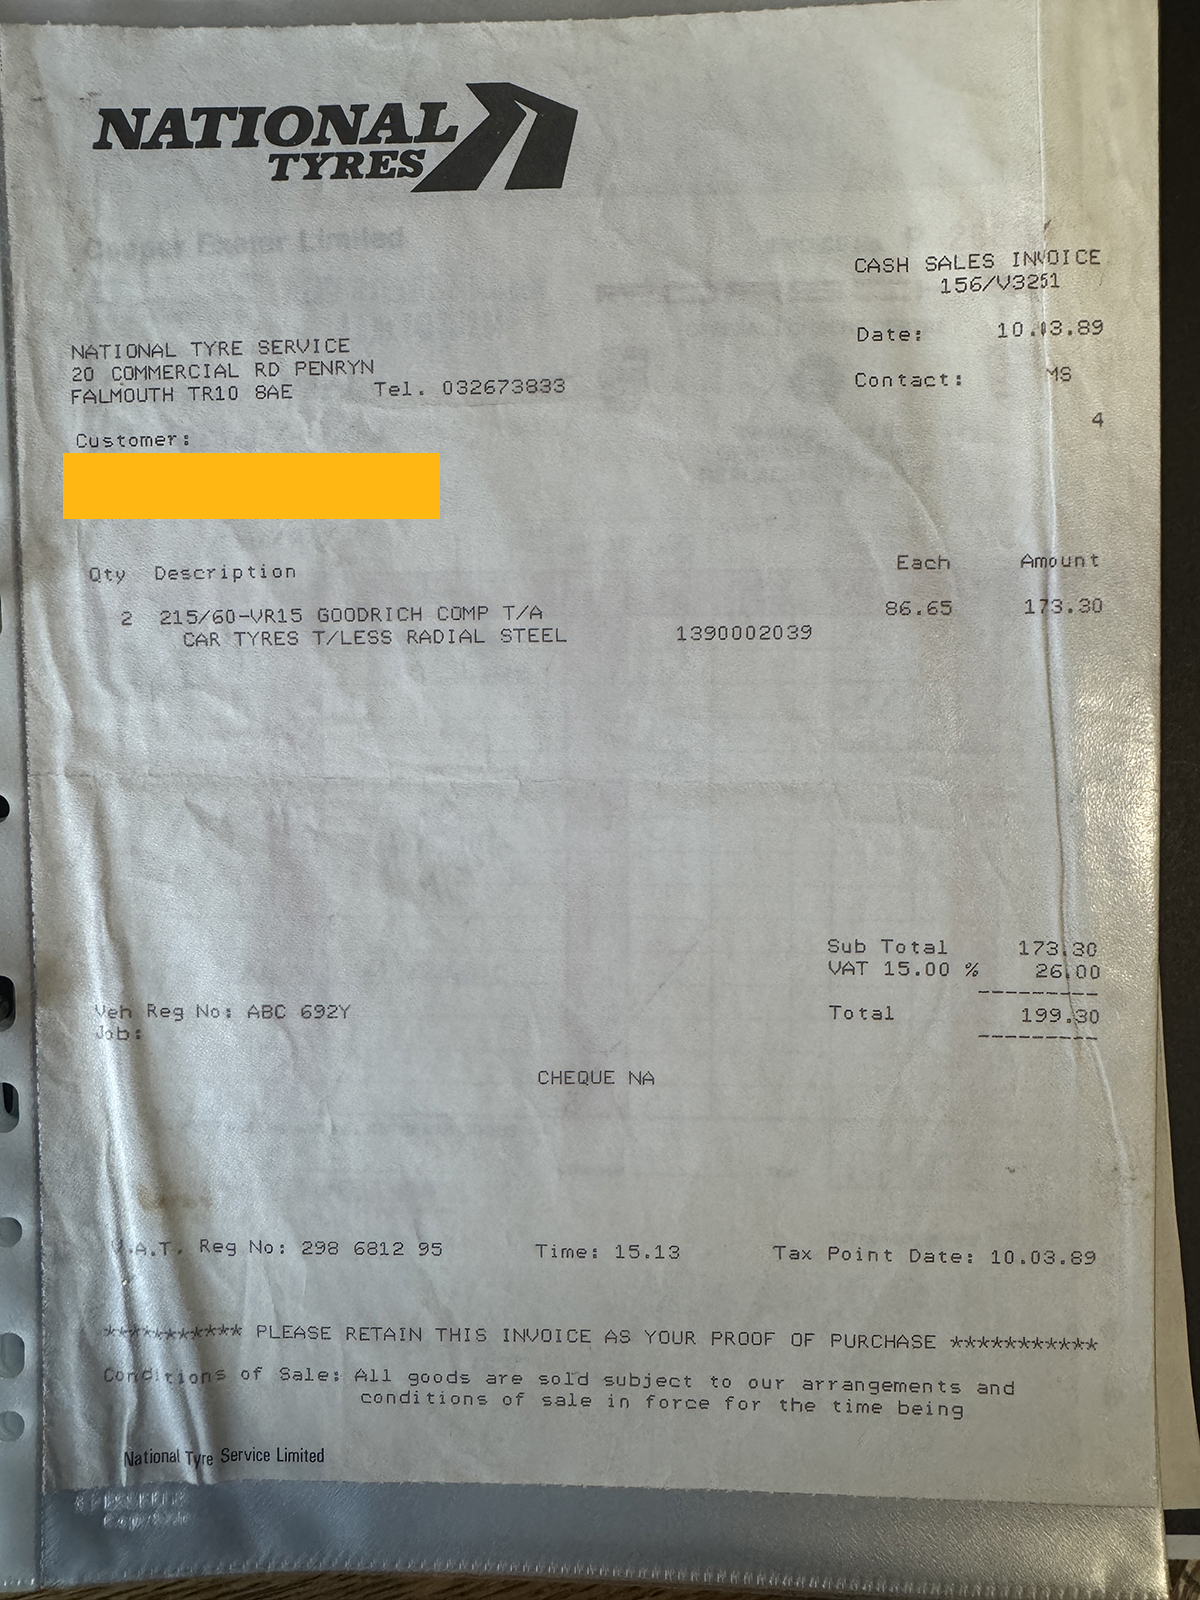 NATIONAL
TYRES
CASH SALES INVOICE
156/V3251
Date: 10.03.89
Contact: MS
4
NATIONAL TYRE SERVICE
20 COMMERCIAL RD PENRYN
FALMOUTH TR10 8AE Tel. 032673833
Customer:
Qty Description Each Amount
2 215/60-VR15 GOODRICH COMP T/A 86.65 173.30
CAR TYRES T/LESS RADIAL STEEL 1390002039
Sub Total 173.30
VAT 15.00 % 26.00
Veh Reg No: ABC 692Y Total 199.30
Job:
CHEQUE NA
V.A.T. Reg No: 298 6812 95 Time: 15.13 Tax Point Date: 10.03.89
*********** PLEASE RETAIN THIS INVOICE AS YOUR PROOF OF PURCHASE ***********
Conditions of Sale: All goods are sold subject to our arrangements and
conditions of sale in force for the time being
National Tyre Service Limited